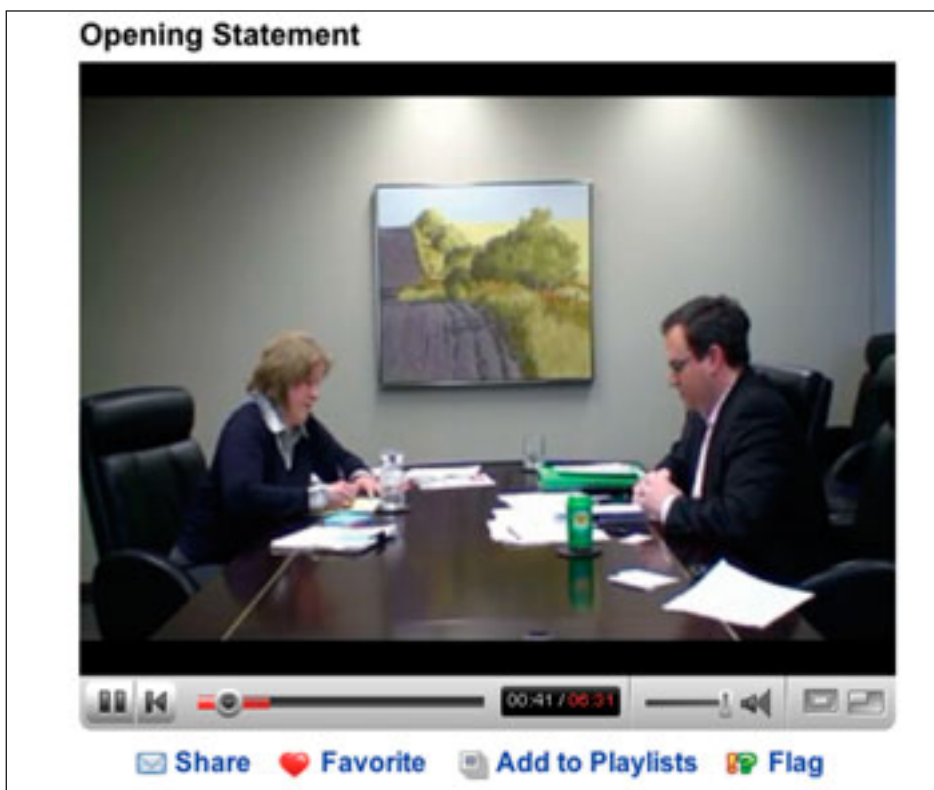 Opening Statement
00:41 / 06:31
Share Favorite Add to Playlists Flag